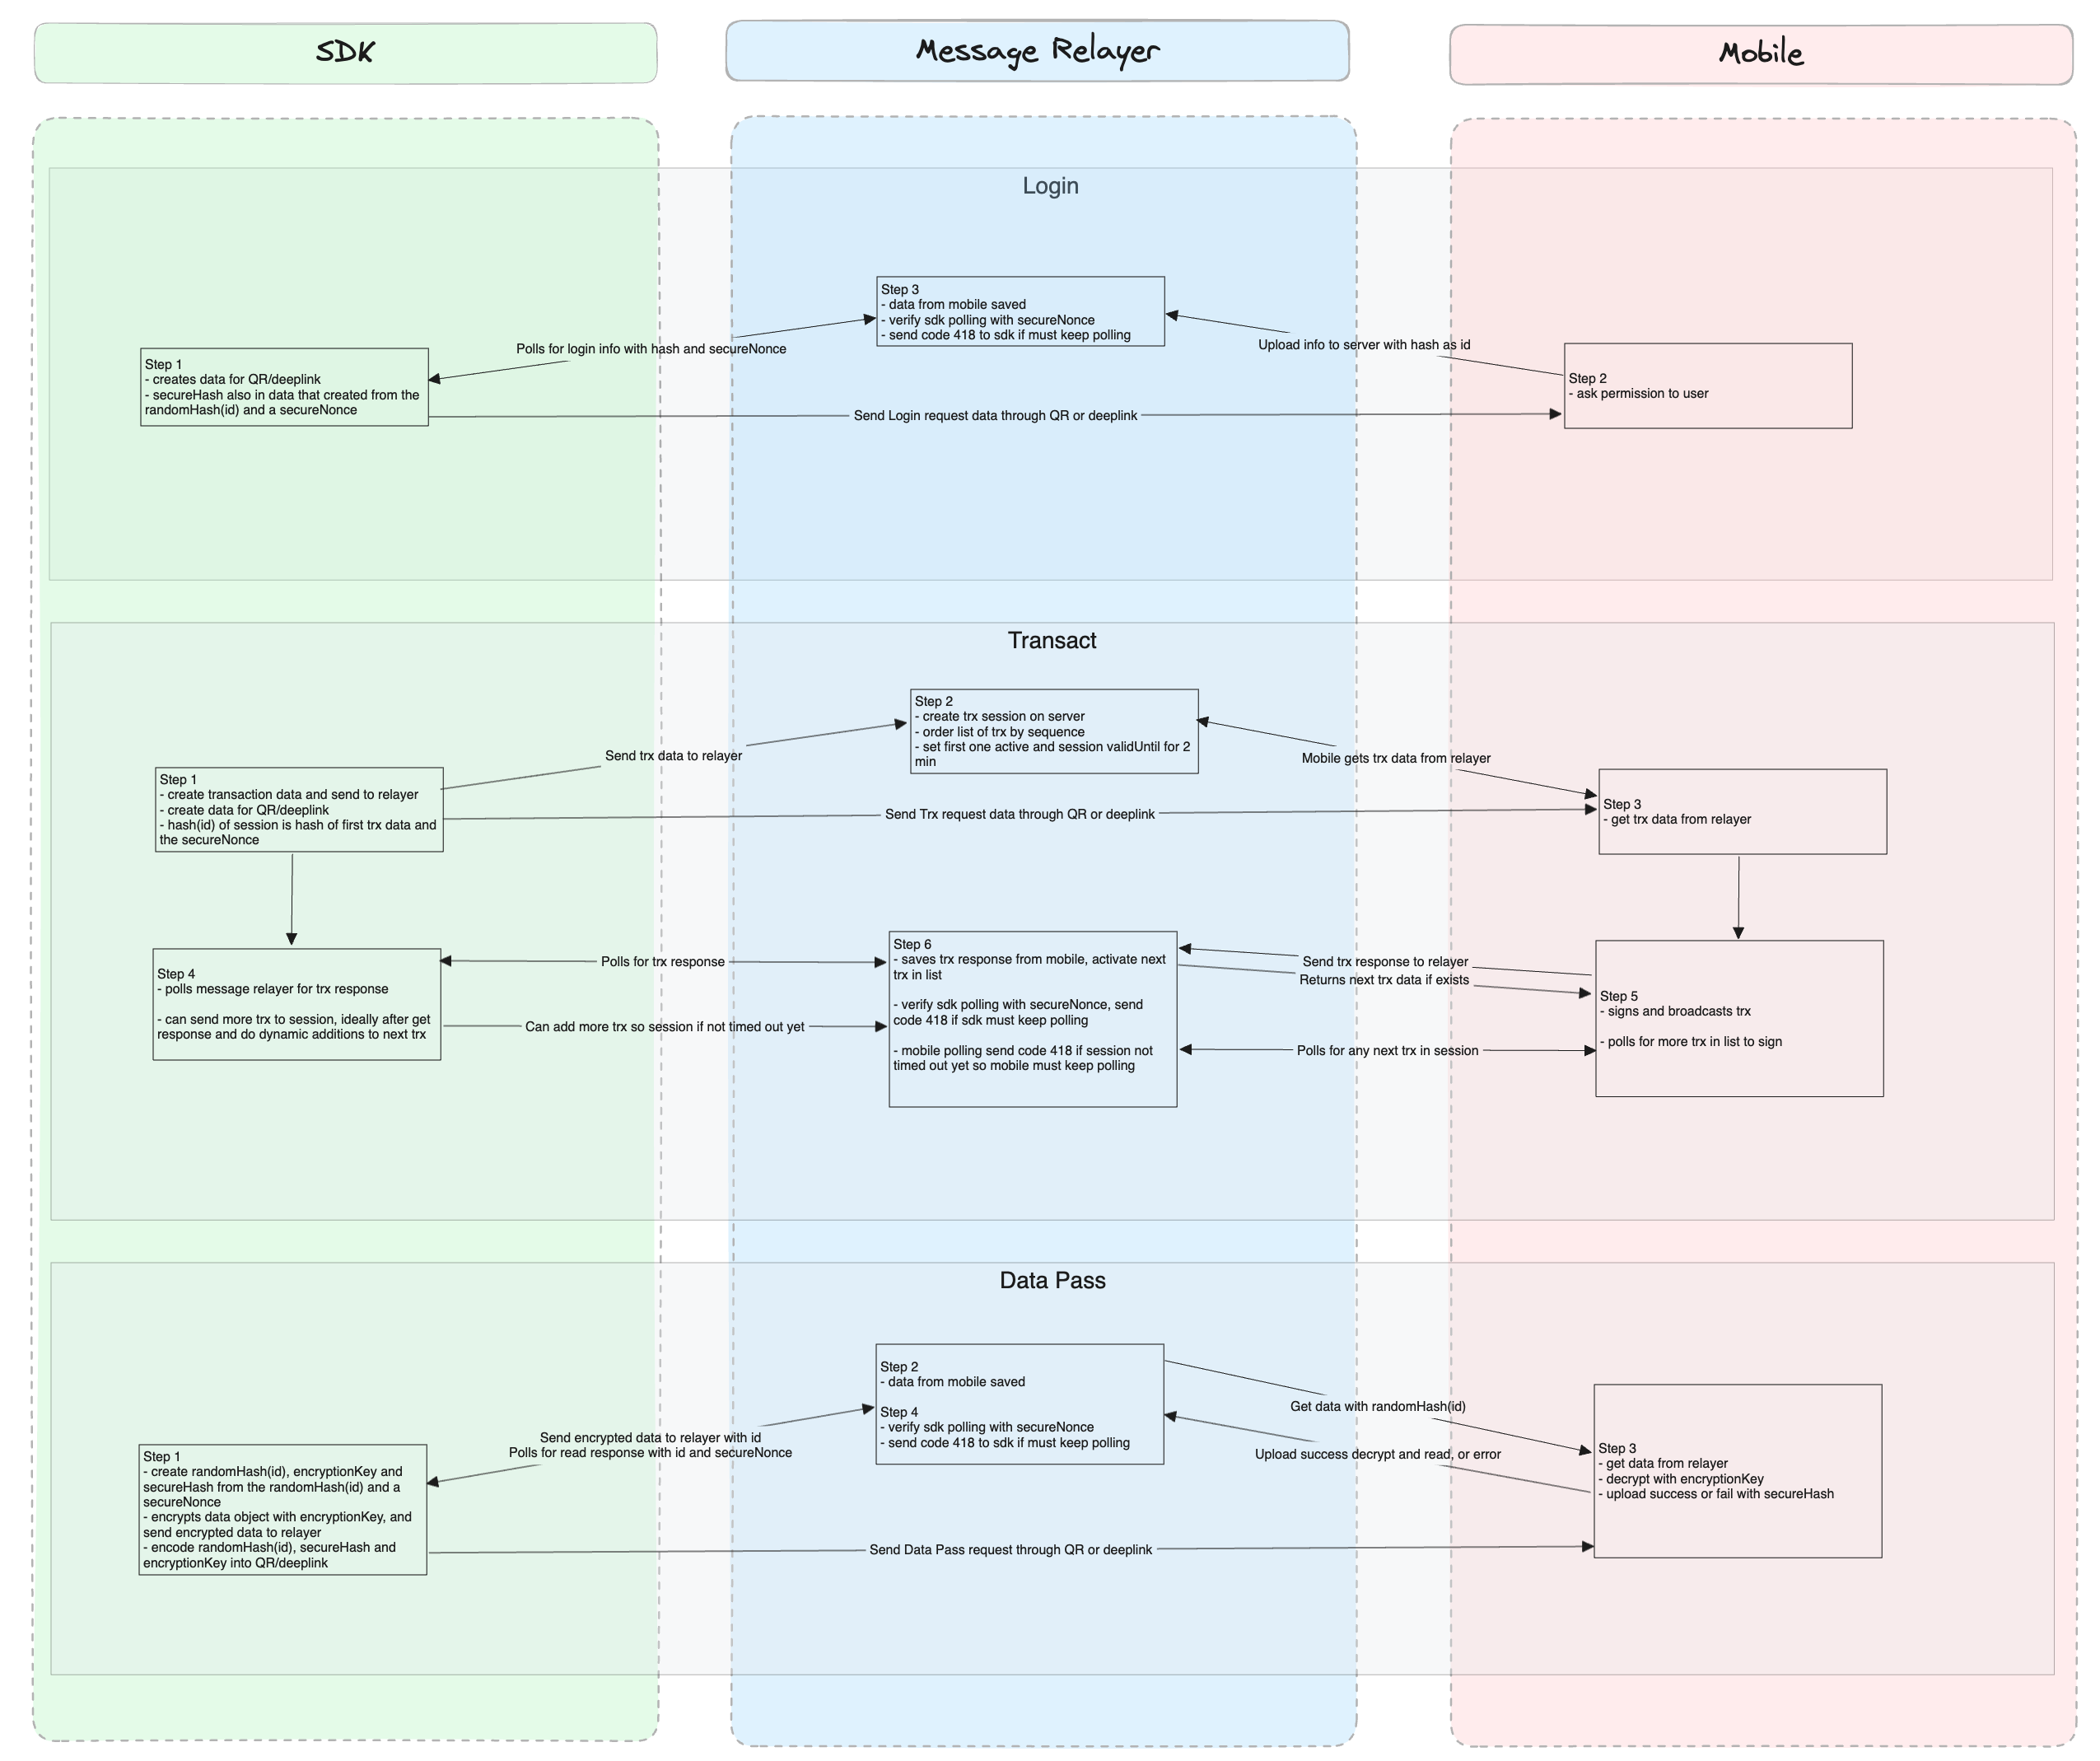 SDK
Message Relayer
Mobile
Login
Step 3
- data from mobile saved
- verify sdk polling with secureNonce
- send code 418 to sdk if must keep polling
Polls for login info with hash and secureNonce
Upload info to server with hash as id
Step 1
- creates data for QR/deeplink
- secureHash also in data that created from the
randomHash(id) and a secureNonce
Step 2
- ask permission to user
Send Login request data through QR or deeplink
Transact
Step 2
- create trx session on server
- order list of trx by sequence
- set first one active and session validUntil for 2
min
Send trx data to relayer
Mobile gets trx data from relayer
Step 1
- create transaction data and send to relayer
- create data for QR/deeplink
- hash(id) of session is hash of first trx data and
the secureNonce
Send Trx request data through QR or deeplink
Step 3
- get trx data from relayer
Step 4
- polls message relayer for trx response
- can send more trx to session, ideally after get
response and do dynamic additions to next trx
Polls for trx response
Can add more trx so session if not timed out yet
Step 6
- saves trx response from mobile, activate next
trx in list
- verify sdk polling with secureNonce, send
code 418 if sdk must keep polling
- mobile polling send code 418 if session not
timed out yet so mobile must keep polling
Send trx response to relayer
Returns next trx data if exists
Polls for any next trx in session
Step 5
- signs and broadcasts trx
- polls for more trx in list to sign
Data Pass
Step 2
- data from mobile saved
Step 4
- verify sdk polling with secureNonce
- send code 418 to sdk if must keep polling
Get data with randomHash(id)
Upload success decrypt and read, or error
Send encrypted data to relayer with id
Polls for read response with id and secureNonce
Step 1
- create randomHash(id), encryptionKey and
secureHash from the randomHash(id) and a
secureNonce
- encrypts data object with encryptionKey, and
send encrypted data to relayer
- encode randomHash(id), secureHash and
encryptionKey into QR/deeplink
Step 3
- get data from relayer
- decrypt with encryptionKey
- upload success or fail with secureHash
Send Data Pass request through QR or deeplink